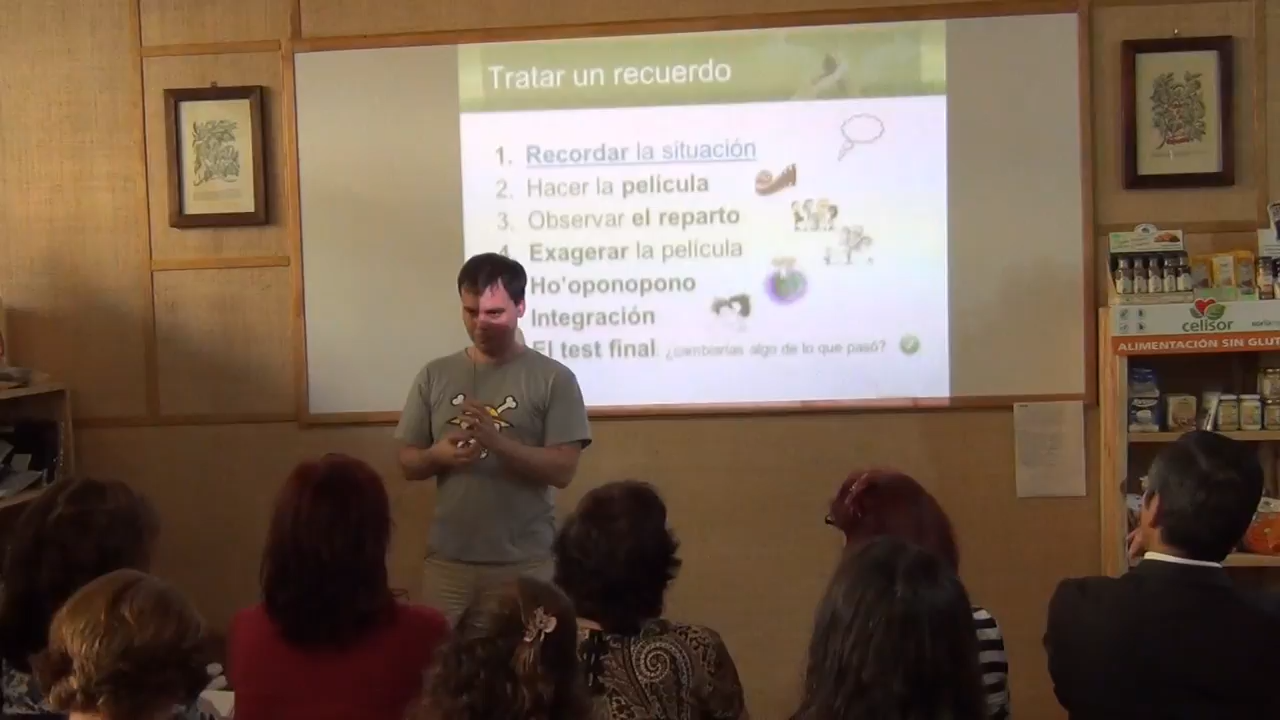 Tratar un recuerdo
1. Recordar la situación
2. Hacer la película
3. Observar el reparto
4. Exagerar la película
Ho'oponopono
Integración
El test final. ¿cambiarías algo de lo que pasó?
celisor
ALIMENTACIÓN SIN GLUT